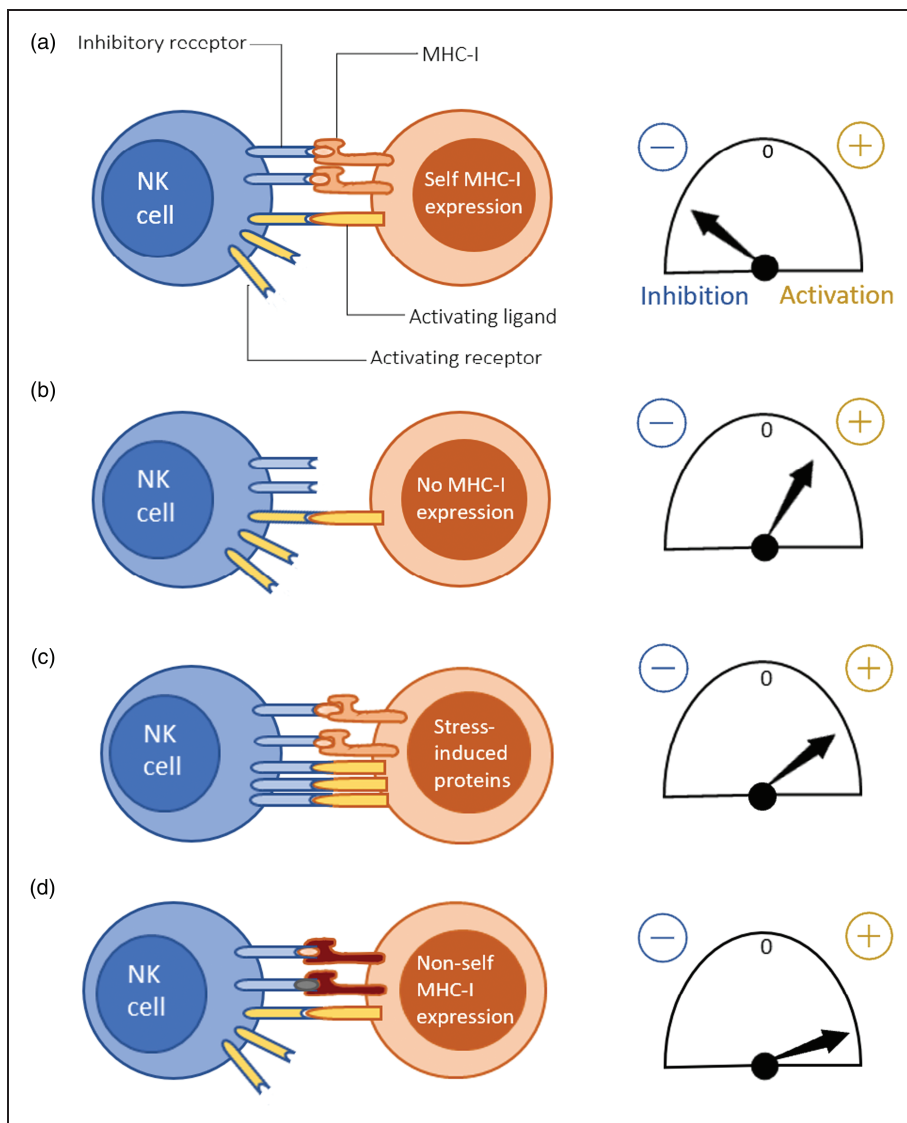 (a)
Inhibitory receptor
MHC-I
NK
cell
Self MHC-I
expression
Activating ligand
Activating receptor
−
0
+
Inhibition
Activation
(b)
NK
cell
No MHC-I
expression
−
0
+
(c)
NK
cell
Stress-
induced
proteins
−
0
+
(d)
NK
cell
Non-self
MHC-I
expression
−
0
+